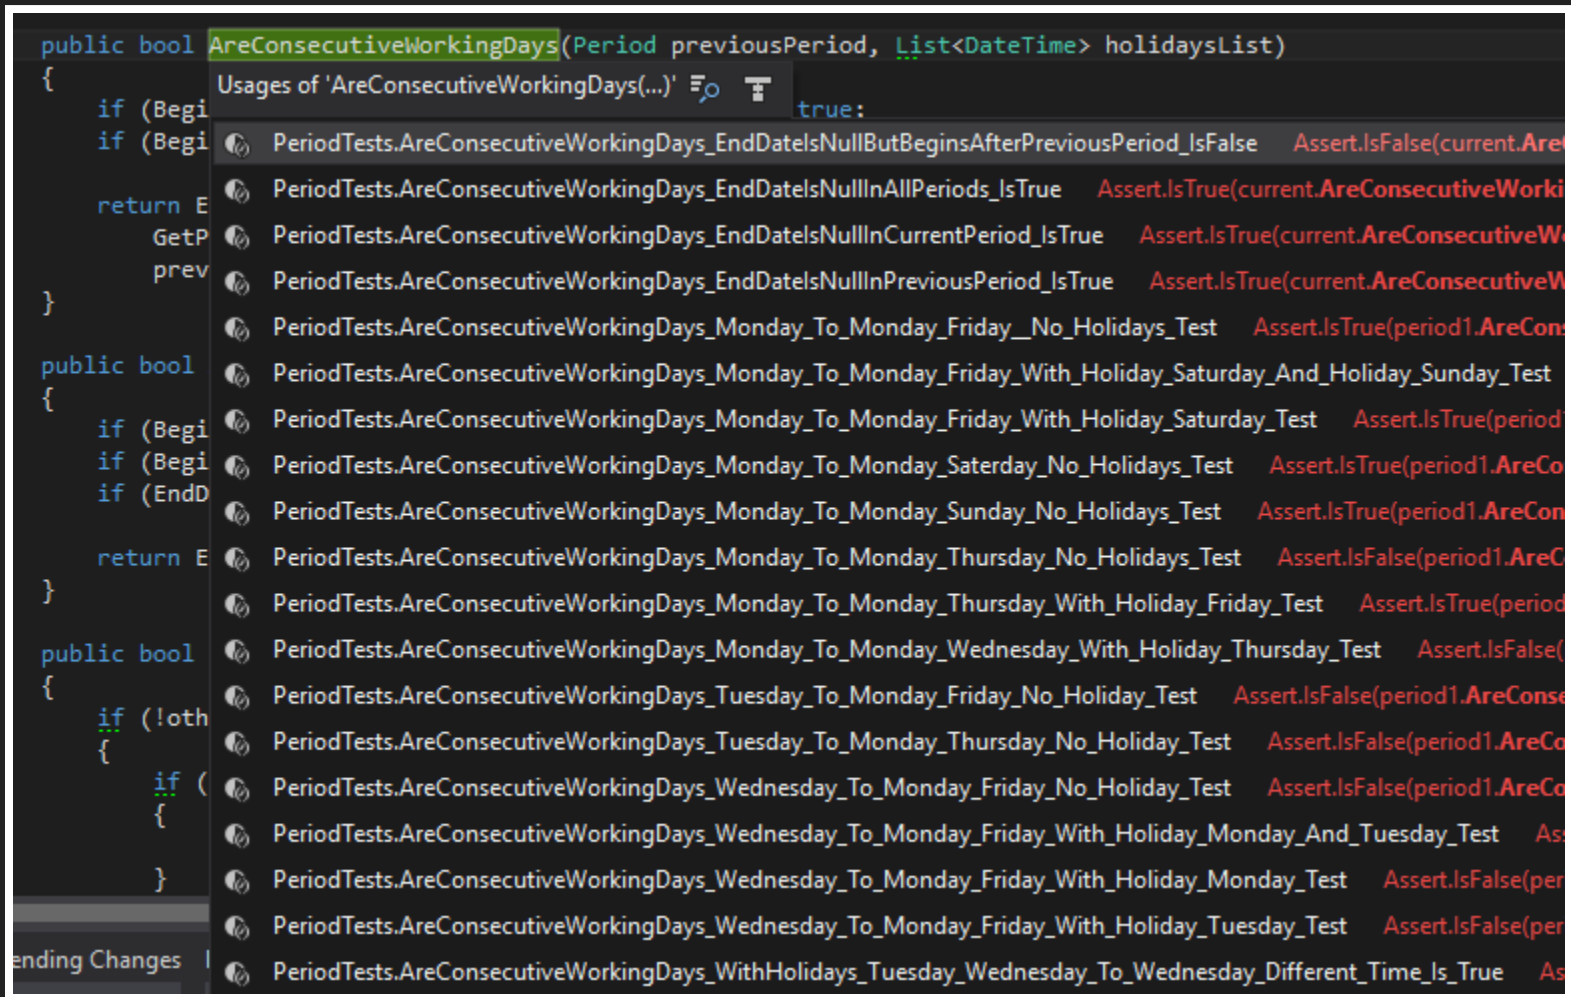 public bool AreConsecutiveWorkingDays(Period previousPeriod, List<DateTime> holidaysList)
{
Usages of 'AreConsecutiveWorkingDays(...)'
if (Begi true:
if (Begi PeriodTests.AreConsecutiveWorkingDays_EndDateIsNullButBeginsAfterPreviousPeriod_IsFalse Assert.IsFalse(current.Are
PeriodTests.AreConsecutiveWorkingDays_EndDateIsNullInAllPeriods_IsTrue Assert.IsTrue(current.AreConsecutiveWorki
return E
GetP PeriodTests.AreConsecutiveWorkingDays_EndDateIsNullInCurrentPeriod_IsTrue Assert.IsTrue(current.AreConsecutiveW
prev PeriodTests.AreConsecutiveWorkingDays_EndDateIsNullInPreviousPeriod_IsTrue Assert.IsTrue(current.AreConsecutiveW
}
PeriodTests.AreConsecutiveWorkingDays_Monday_To_Monday_Friday__No_Holidays_Test Assert.IsTrue(period1.AreCons
public bool PeriodTests.AreConsecutiveWorkingDays_Monday_To_Monday_Friday_With_Holiday_Saturday_And_Holiday_Sunday_Test
{
if (Begi PeriodTests.AreConsecutiveWorkingDays_Monday_To_Monday_Friday_With_Holiday_Saturday_Test Assert.IsTrue(period1
if (Begi PeriodTests.AreConsecutiveWorkingDays_Monday_To_Monday_Saterday_No_Holidays_Test Assert.IsTrue(period1.AreCo
if (EndD PeriodTests.AreConsecutiveWorkingDays_Monday_To_Monday_Sunday_No_Holidays_Test Assert.IsTrue(period1.AreCon
return E PeriodTests.AreConsecutiveWorkingDays_Monday_To_Monday_Thursday_No_Holidays_Test Assert.IsFalse(period1.AreC
} PeriodTests.AreConsecutiveWorkingDays_Monday_To_Monday_Thursday_With_Holiday_Friday_Test Assert.IsTrue(period
public bool PeriodTests.AreConsecutiveWorkingDays_Monday_To_Monday_Wednesday_With_Holiday_Thursday_Test Assert.IsFalse(
{ PeriodTests.AreConsecutiveWorkingDays_Tuesday_To_Monday_Friday_No_Holiday_Test Assert.IsFalse(period1.AreConse
if (!oth
{ PeriodTests.AreConsecutiveWorkingDays_Tuesday_To_Monday_Thursday_No_Holiday_Test Assert.IsFalse(period1.AreCo
if ( PeriodTests.AreConsecutiveWorkingDays_Wednesday_To_Monday_Friday_No_Holiday_Test Assert.IsFalse(period1.AreCo
{
PeriodTests.AreConsecutiveWorkingDays_Wednesday_To_Monday_Friday_With_Holiday_Monday_And_Tuesday_Test As
} PeriodTests.AreConsecutiveWorkingDays_Wednesday_To_Monday_Friday_With_Holiday_Monday_Test Assert.IsFalse(per
PeriodTests.AreConsecutiveWorkingDays_Wednesday_To_Monday_Friday_With_Holiday_Tuesday_Test Assert.IsFalse(per
ending Changes PeriodTests.AreConsecutiveWorkingDays_WithHolidays_Tuesday_Wednesday_To_Wednesday_Different_Time_Is_True As